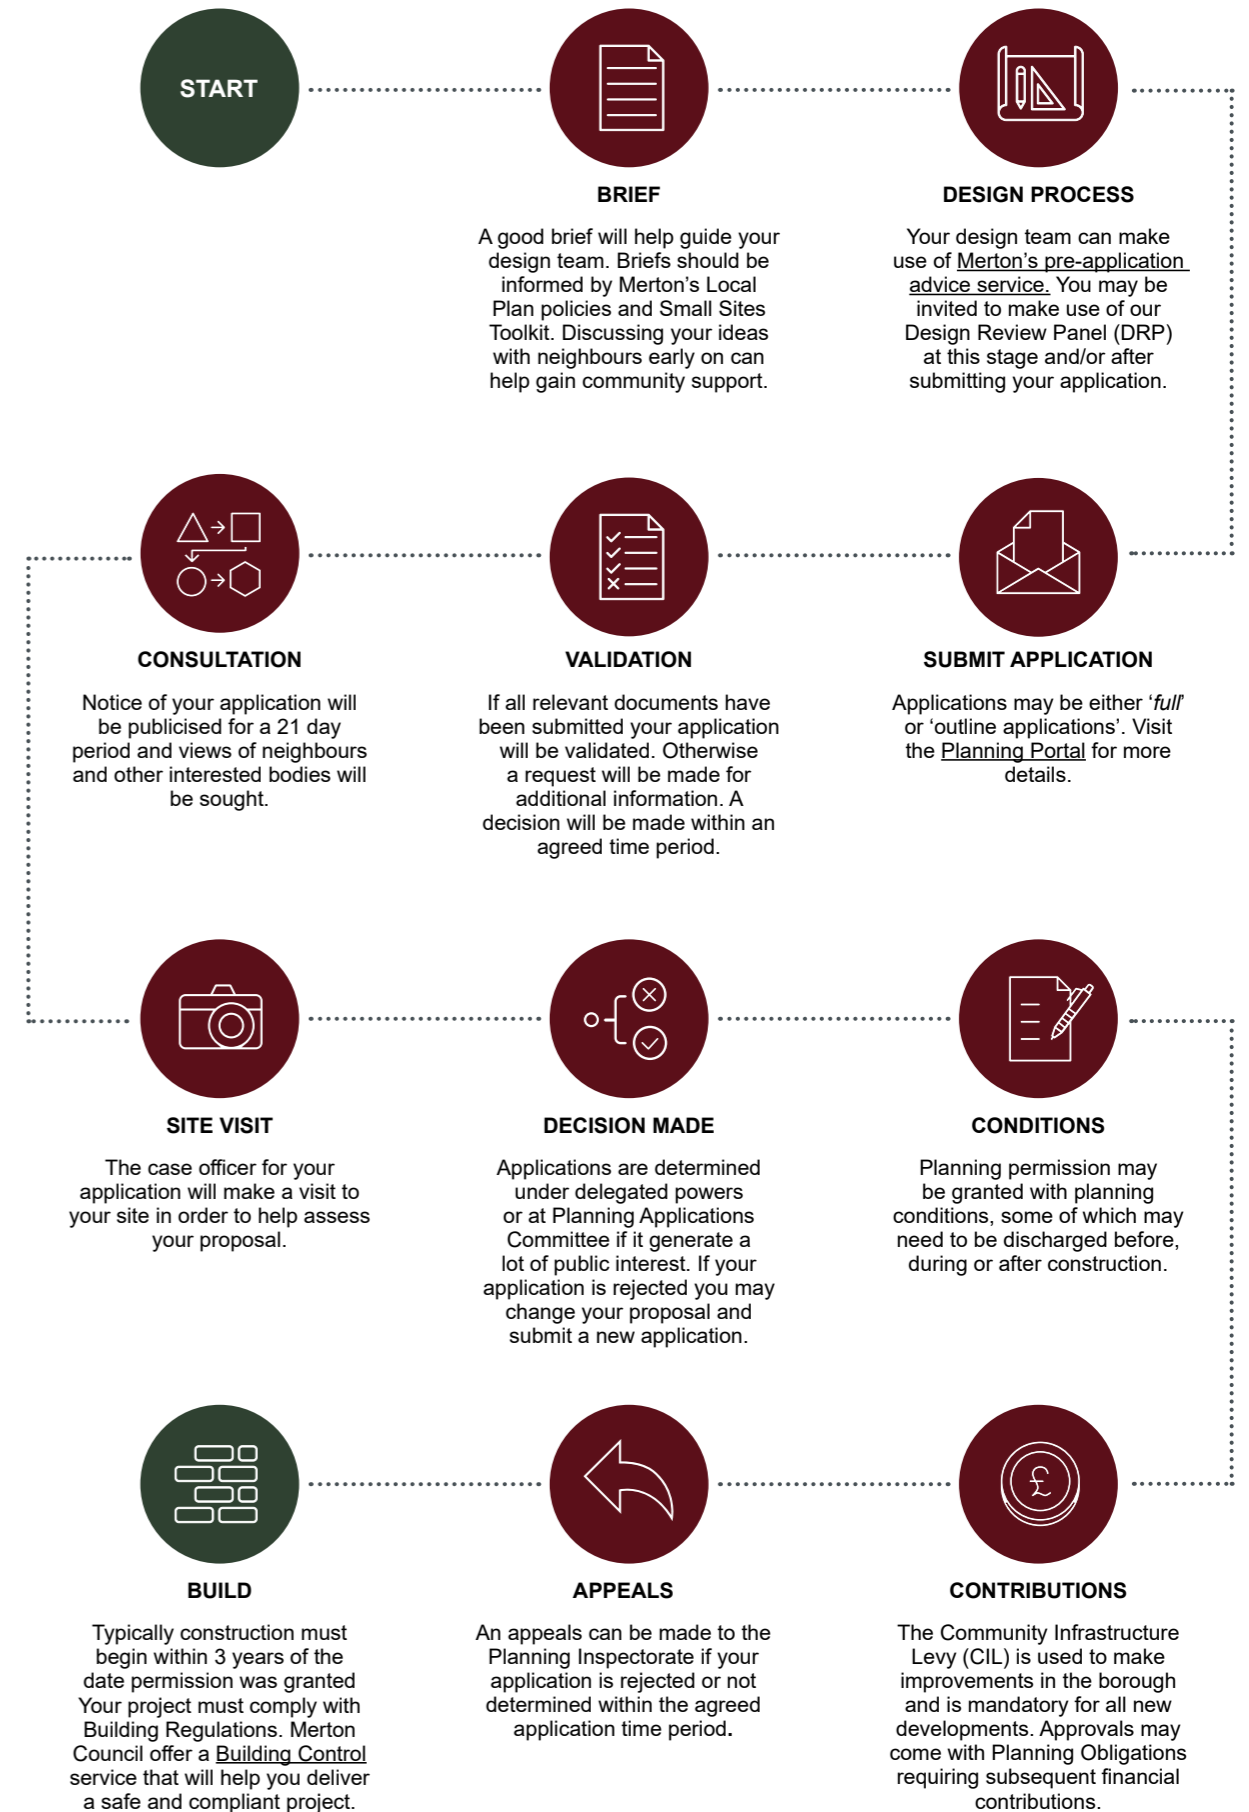 START
BRIEF
A good brief will help guide your
design team. Briefs should be
informed by Merton’s Local
Plan policies and Small Sites
Toolkit. Discussing your ideas
with neighbours early on can
help gain community support.
DESIGN PROCESS
Your design team can make
use of Merton’s pre-application
advice service. You may be
invited to make use of our
Design Review Panel (DRP)
at this stage and/or after
submitting your application.
SUBMIT APPLICATION
Applications may be either ‘full’
or ‘outline applications’. Visit
the Planning Portal for more
details.
VALIDATION
If all relevant documents have
been submitted your application
will be validated. Otherwise
a request will be made for
additional information. A
decision will be made within an
agreed time period.
CONSULTATION
Notice of your application will
be publicised for a 21 day
period and views of neighbours
and other interested bodies will
be sought.
SITE VISIT
The case officer for your
application will make a visit to
your site in order to help assess
your proposal.
DECISION MADE
Applications are determined
under delegated powers
or at Planning Applications
Committee if it generate a
lot of public interest. If your
application is rejected you may
change your proposal and
submit a new application.
CONDITIONS
Planning permission may
be granted with planning
conditions, some of which may
need to be discharged before,
during or after construction.
£
CONTRIBUTIONS
The Community Infrastructure
Levy (CIL) is used to make
improvements in the borough
and is mandatory for all new
developments. Approvals may
come with Planning Obligations
requiring subsequent financial
contributions.
APPEALS
An appeals can be made to the
Planning Inspectorate if your
application is rejected or not
determined within the agreed
application time period.
BUILD
Typically construction must
begin within 3 years of the
date permission was granted
Your project must comply with
Building Regulations. Merton
Council offer a Building Control
service that will help you deliver
a safe and compliant project.